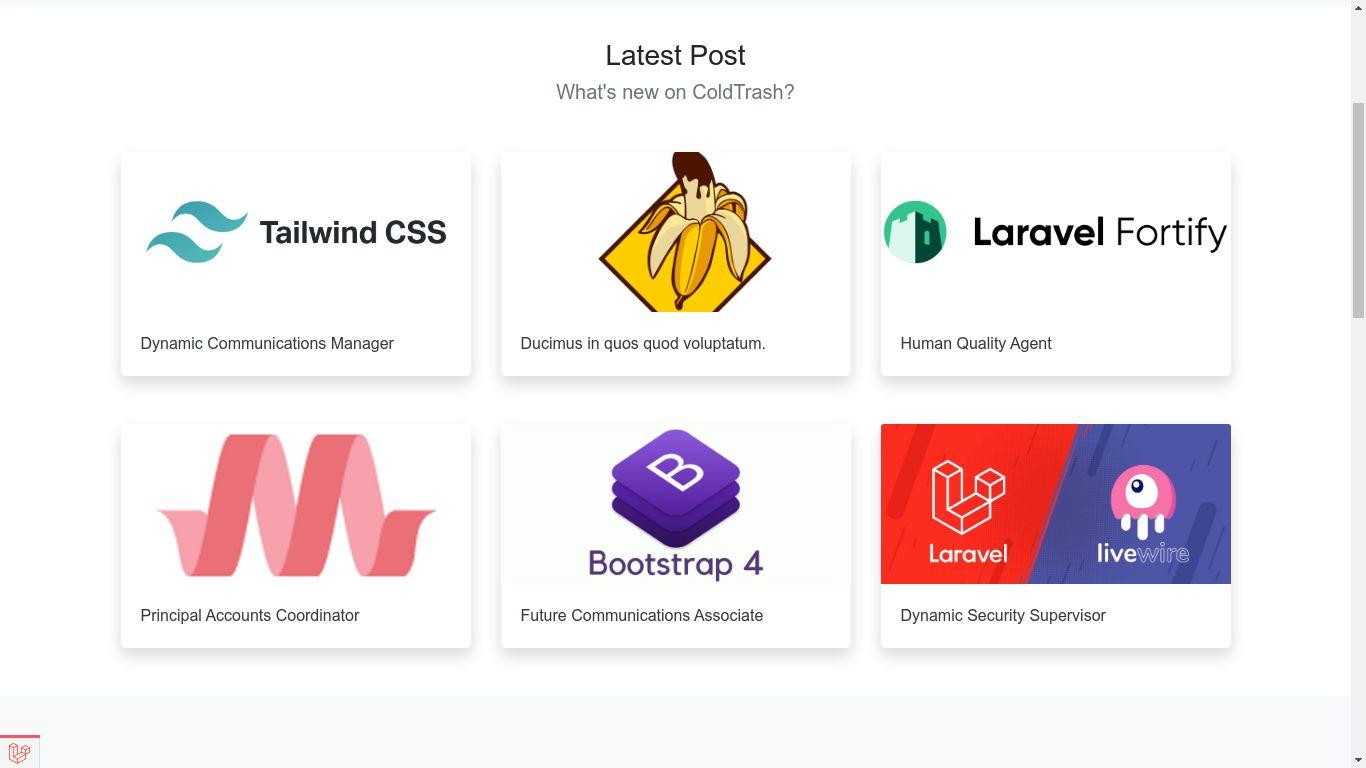 Latest Post
What's new on ColdTrash?
Tailwind CSS
Laravel Fortify
Dynamic Communications Manager
Ducimus in quos quod voluptatum.
Human Quality Agent
B
Bootstrap 4
Laravel
livewire
Principal Accounts Coordinator
Future Communications Associate
Dynamic Security Supervisor